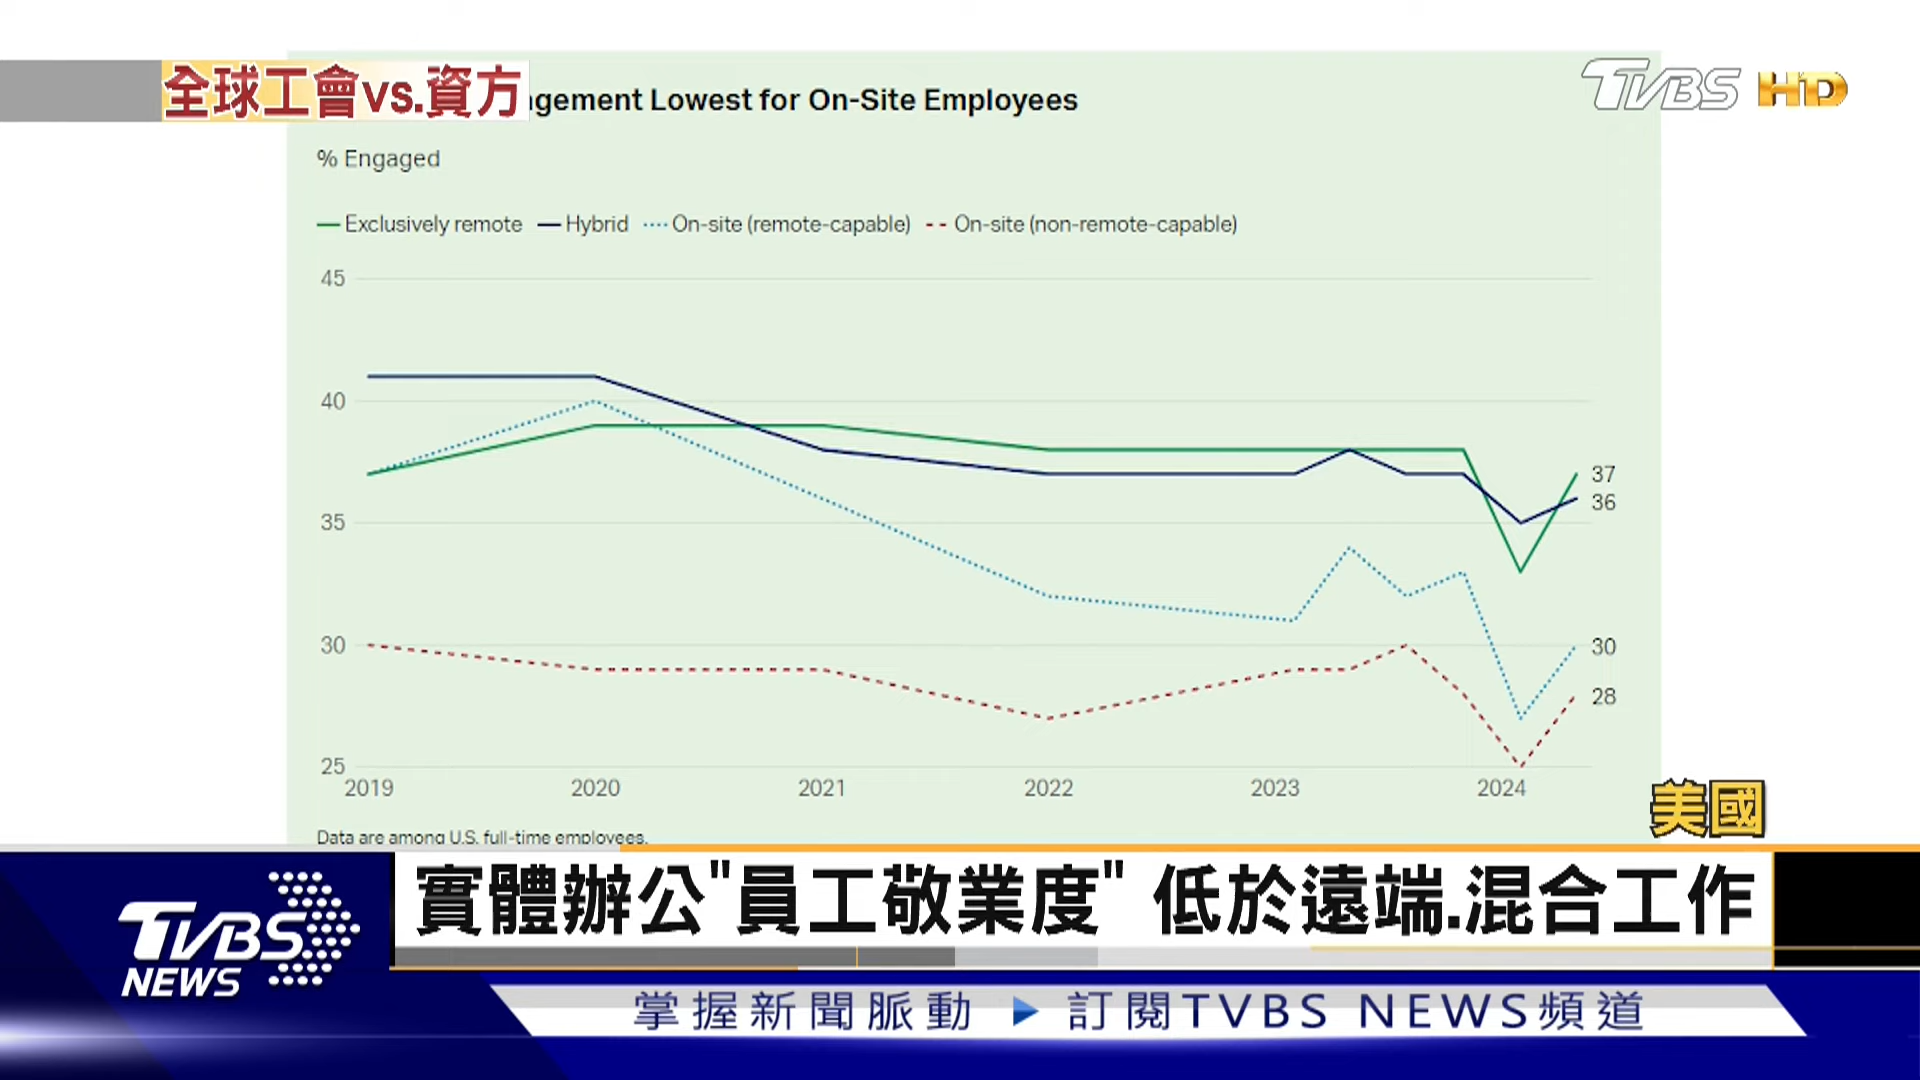 全球工會vs.資方
gement Lowest for On-Site Employees
TVBS HD
% Engaged
Exclusively remote Hybrid On-site (remote-capable) On-site (non-remote-capable)
45
40
35
30
25
37
36
30
28
2019 2020 2021 2022 2023 2024
Data are among U.S. full-time employees.
美國
實體辦公"員工敬業度" 低於遠端.混合工作
TVBS
NEWS
掌握新聞脈動 ▶ 訂閱TVBS NEWS頻道